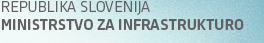 REPUBLIKA SLOVENIJA
MINISTRSTVO ZA INFRASTRUKTURO